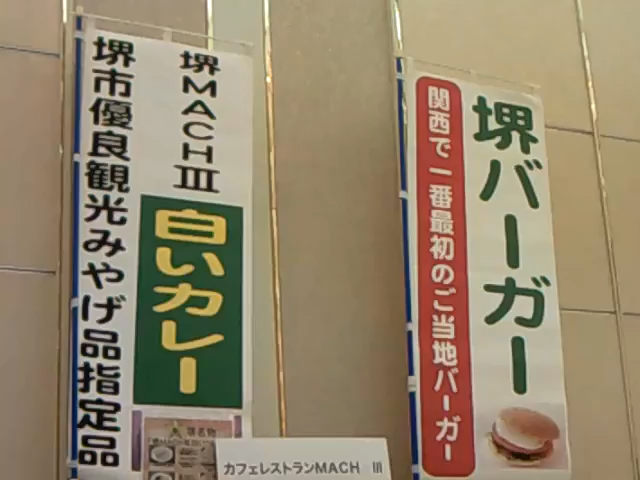 堺MACHⅢ
白いカレー
堺市優良観光みやげ品指定品
堺名物
堺バーガー
関西で一番最初のご当地バーガー
カフェレストランMACH Ⅲ